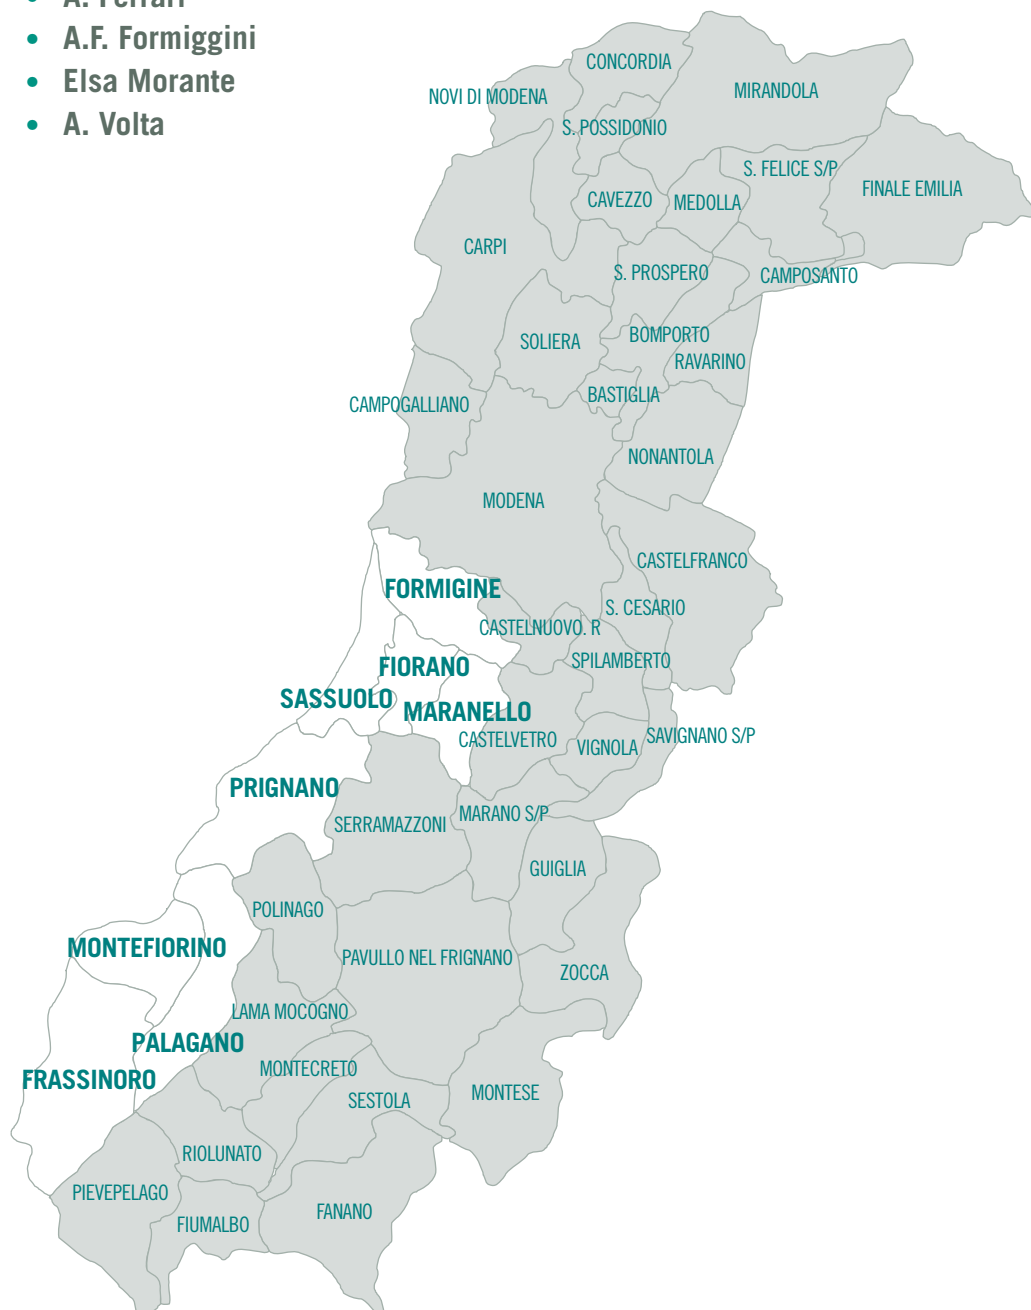 • A. Ferrari
• A.F. Formiggini
• Elsa Morante
• A. Volta
CONCORDIA
MIRANDOLA
NOVI DI MODENA
S. POSSIDONIO
S. FELICE S/P
FINALE EMILIA
CAVEZZO
MEDOLLA
CARPI
S. PROSPERO
CAMPOSANTO
SOLIERA
BOMPORTO
RAVARINO
BASTIGLIA
CAMPOGALLIANO
NONANTOLA
MODENA
CASTELFRANCO
FORMIGINE
S. CESARIO
CASTELNUOVO. R
SPILAMBERTO
FIORANO
SASSUOLO
MARANELLO
SAVIGNANO S/P
CASTELVETRO
VIGNOLA
PRIGNANO
MARANO S/P
SERRAMAZZONI
GUIGLIA
POLINAGO
MONTEFIORINO
PAVULLO NEL FRIGNANO
ZOCCA
LAMA MOCOGNO
PALAGANO
MONTECRETO
FRASSINORO
MONTESE
SESTOLA
RIOLUNATO
PIEVEPELAGO
FANANO
FIUMALBO